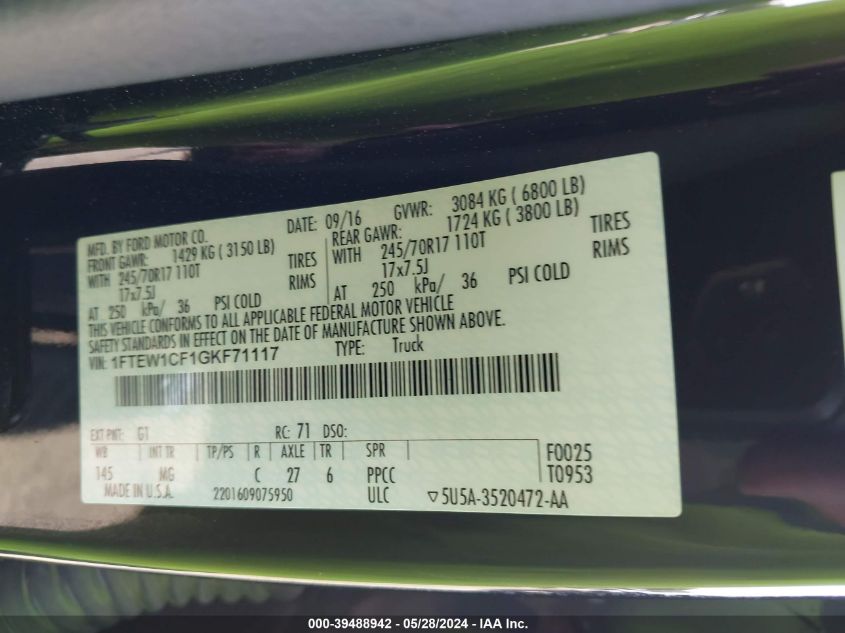 MFD. BY FORD MOTOR CO. DATE: 09/16 GVWR: 3084 KG ( 6800 LB)
FRONT GAWR: 1429 KG ( 3150 LB) REAR GAWR: 1724 KG ( 3800 LB)
WITH 245/70R17 110T TIRES WITH 245/70R17 110T TIRES
17x7.5J RIMS 17x7.5J RIMS
AT 250 kPa/ 36 PSI COLD AT 250 kPa/ 36 PSI COLD
THIS VEHICLE CONFORMS TO ALL APPLICABLE FEDERAL MOTOR VEHICLE
SAFETY STANDARDS IN EFFECT ON THE DATE OF MANUFACTURE SHOWN ABOVE.
VIN: 1FTEW1CF1GKF71117 TYPE: Truck
EXT PNT: G1 RC: 71 DSO:
WB INT TR TP/PS R AXLE TR SPR F0025
145 MG C 27 6 PPCC T0953
MADE IN U.S.A. 2201609075950 ULC ▽5U5A-3520472-AA
000-39488942 - 05/28/2024 - IAA Inc.